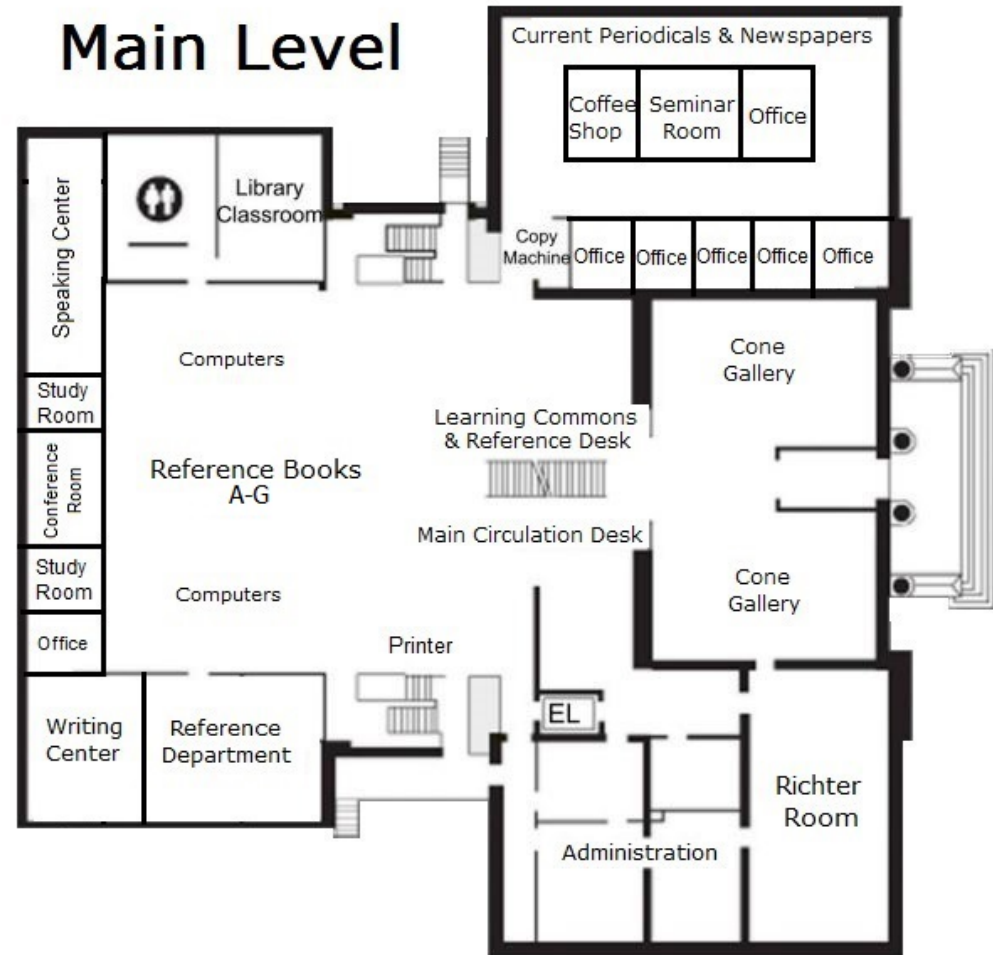 Main Level
Current Periodicals & Newspapers
Coffee
Shop
Seminar
Room
Office
Speaking Center
Library
Classroom
Copy
Machine
Office
Office
Office
Office
Office
Computers
Cone
Gallery
Study
Room
Learning Commons
& Reference Desk
Conference
Room
Reference Books
A-G
Main Circulation Desk
Study
Room
Computers
Cone
Gallery
Office
Printer
Writing
Center
Reference
Department
EL
Richter
Room
Administration